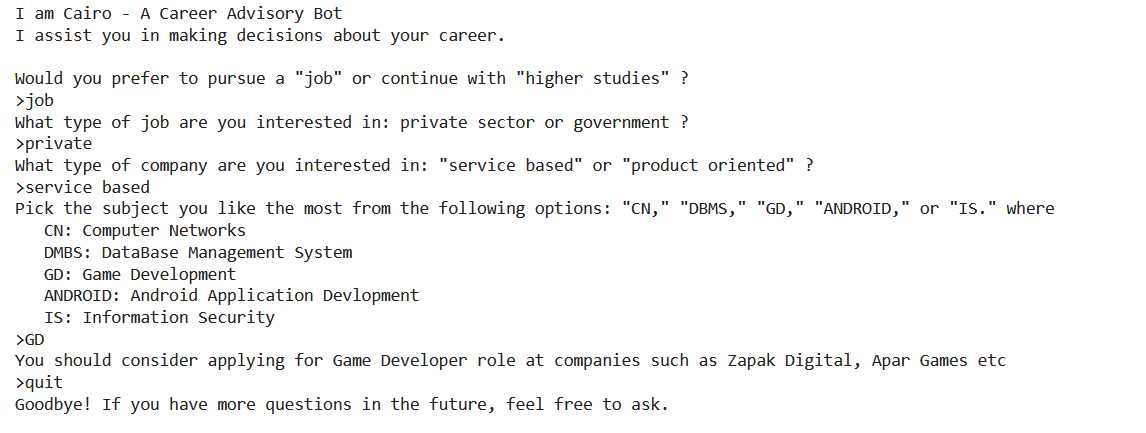 I am Cairo - A Career Advisory Bot
I assist you in making decisions about your career.
Would you prefer to pursue a "job" or continue with "higher studies" ?
>job
What type of job are you interested in: private sector or government ?
>private
What type of company are you interested in: "service based" or "product oriented" ?
>service based
Pick the subject you like the most from the following options: "CN," "DBMS," "GD," "ANDROID," or "IS." where
CN: Computer Networks
DMBS: DataBase Management System
GD: Game Development
ANDROID: Android Application Devlopment
IS: Information Security
>GD
You should consider applying for Game Developer role at companies such as Zapak Digital, Apar Games etc
>quit
Goodbye! If you have more questions in the future, feel free to ask.